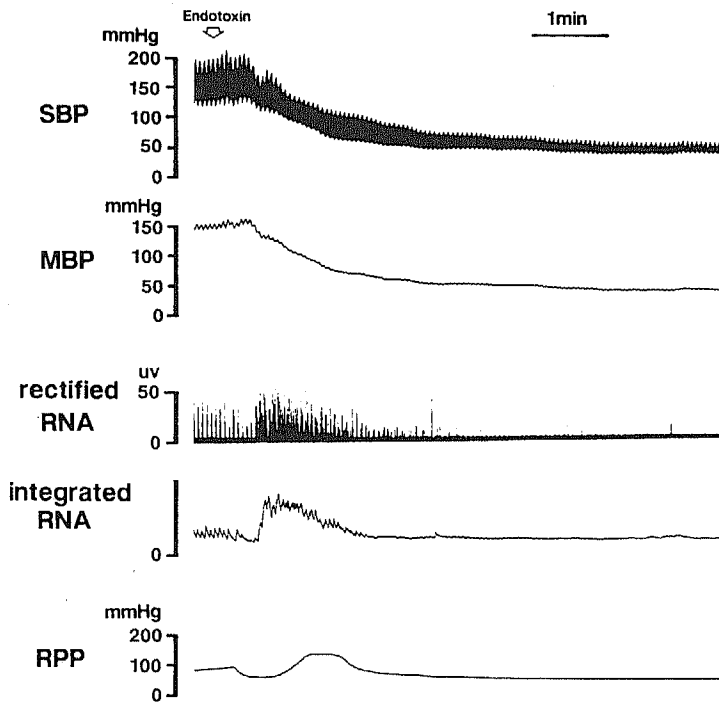 Endotoxin
1min
mmHg
200
150
SBP
100
50
0
mmHg
150
MBP
100
50
0
uv
rectified
50
RNA
0
integrated
RNA
0
mmHg
200
RPP
100
0